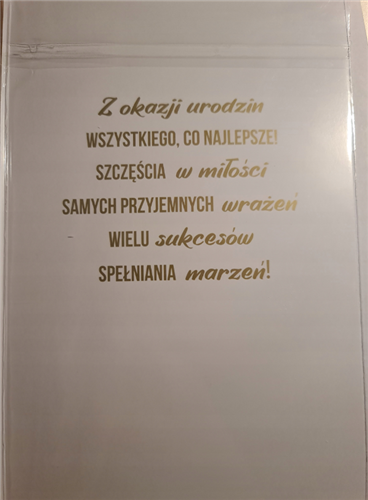 Z okazji urodzin
WSZYSTKIEGO, CO NAJLEPSZE!
SZCZĘŚCIA w miłości
SAMYCH PRZYJEMNYCH wrażeń
WIELU sukcesów
SPEŁNIANIA marzeń!